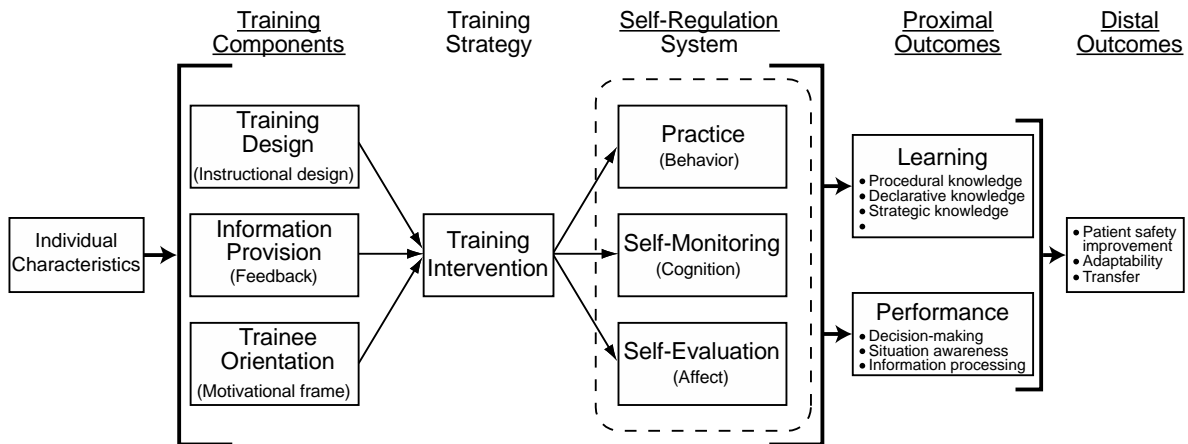 Training
Components
Training
Strategy
Self-Regulation
System
Proximal
Outcomes
Distal
Outcomes
Individual
Characteristics
Training
Design
(Instructional design)
Information
Provision
(Feedback)
Trainee
Orientation
(Motivational frame)
Training
Intervention
Practice
(Behavior)
Self-Monitoring
(Cognition)
Self-Evaluation
(Affect)
Learning
• Procedural knowledge
• Declarative knowledge
• Strategic knowledge
•
Performance
• Decision-making
• Situation awareness
• Information processing
• Patient safety
improvement
• Adaptability
• Transfer